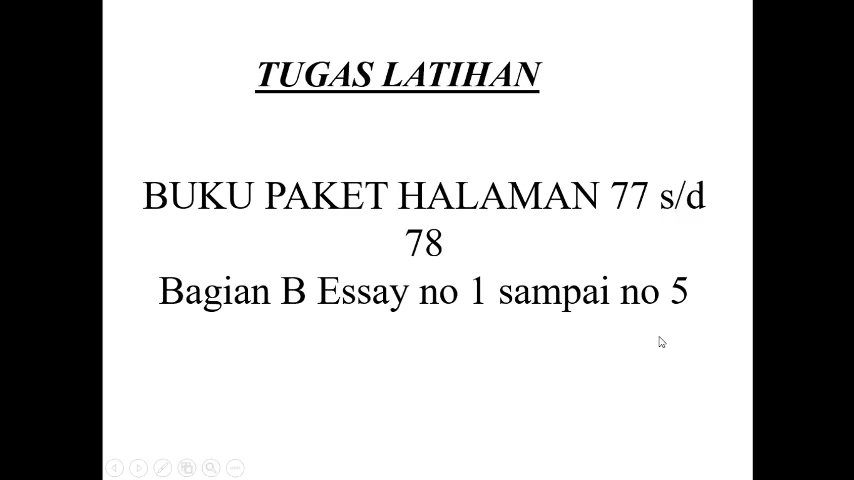 TUGAS LATIHAN
BUKU PAKET HALAMAN 77 s/d
78
Bagian B Essay no 1 sampai no 5